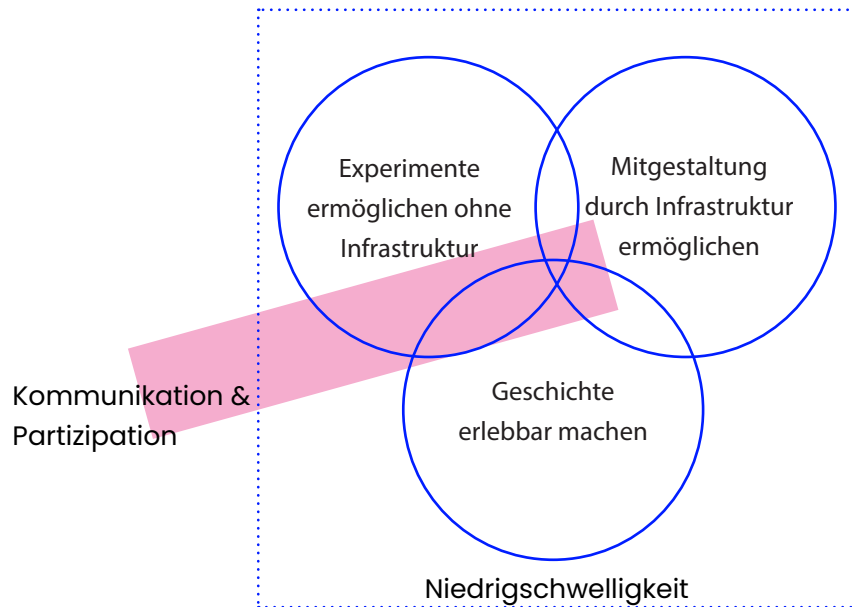 Experimente
ermöglichen ohne
Infrastruktur
Mitgestaltung
durch Infrastruktur
ermöglichen
Geschichte
erlebbar machen
Kommunikation &
Partizipation
Niedrigschwelligkeit